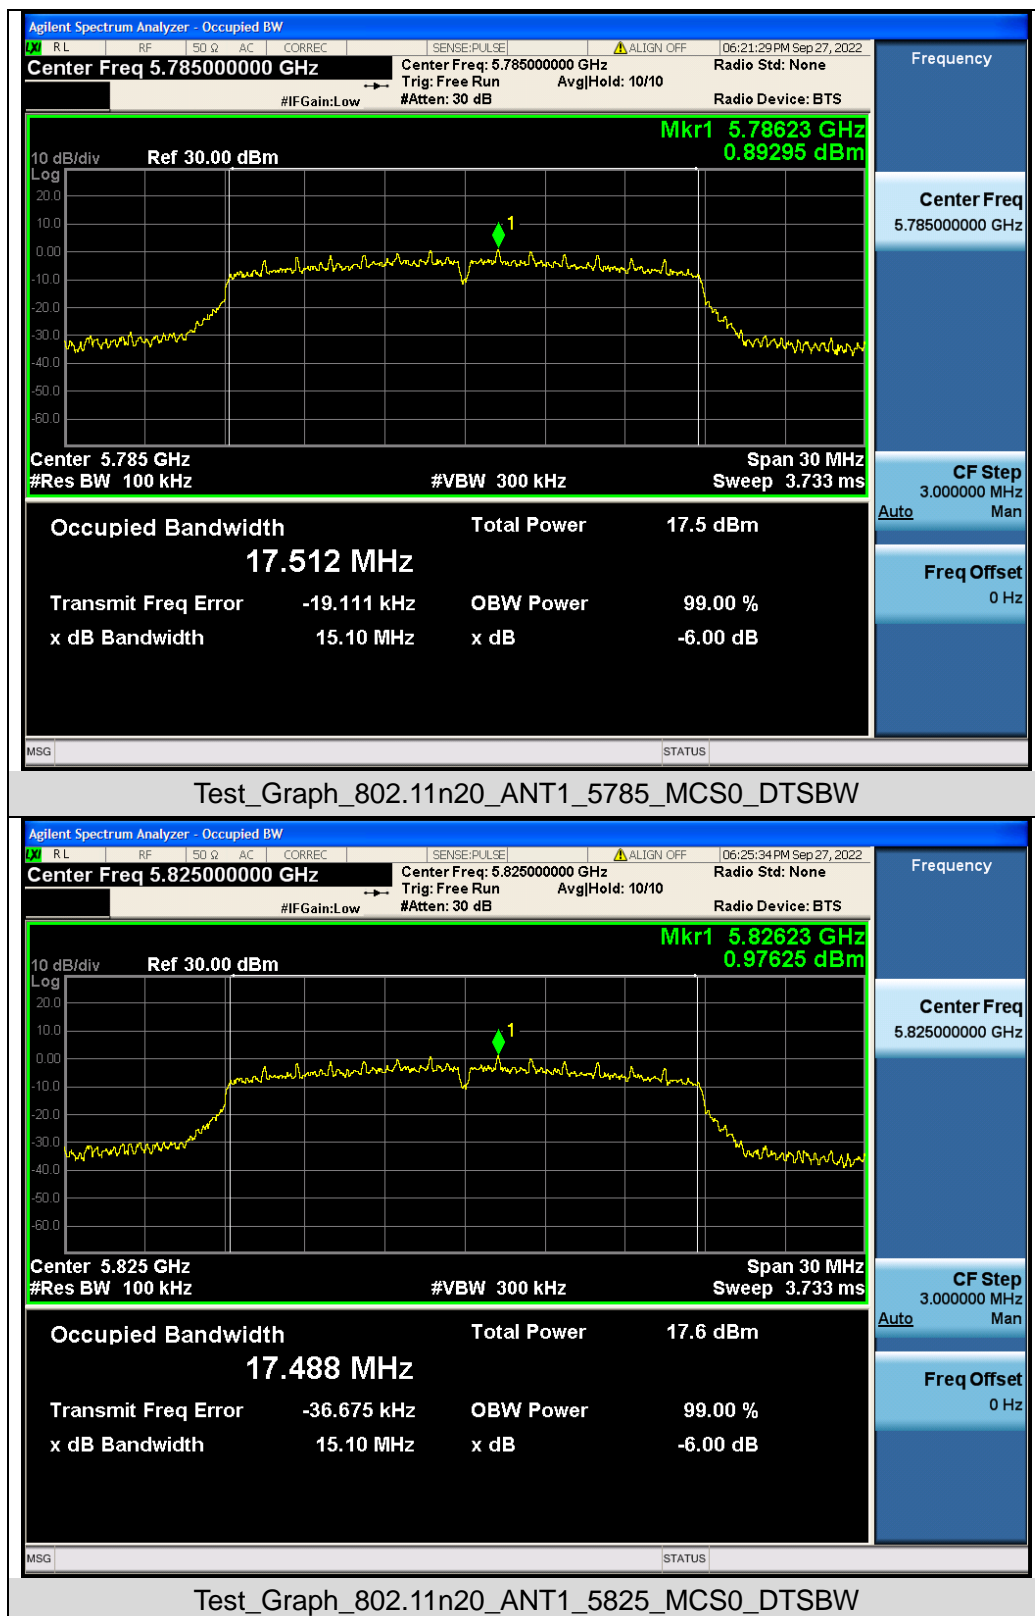 Agilent Spectrum Analyzer - Occupied BW
LXI RL RF 50 Ω AC CORREC SENSE:PULSE ALIGN OFF 06:21:29 PM Sep 27, 2022
Center Freq 5.785000000 GHz
Center Freq: 5.785000000 GHz Radio Std: None
Trig: Free Run Avg|Hold: 10/10
#IFGain:Low #Atten: 30 dB Radio Device: BTS
Frequency
Mkr1 5.78623 GHz
0.89295 dBm
10 dB/div Ref 30.00 dBm
Log
20.0
10.0
0.00
-10.0
-20.0
-30.0
-40.0
-50.0
-60.0
1
Center 5.785 GHz Span 30 MHz
#Res BW 100 kHz #VBW 300 kHz Sweep 3.733 ms
Center Freq
5.785000000 GHz
CF Step
3.000000 MHz
Auto Man
Freq Offset
0 Hz
Occupied Bandwidth Total Power 17.5 dBm
17.512 MHz
Transmit Freq Error -19.111 kHz OBW Power 99.00 %
x dB Bandwidth 15.10 MHz x dB -6.00 dB
MSG STATUS
Test_Graph_802.11n20_ANT1_5785_MCS0_DTSBW
Agilent Spectrum Analyzer - Occupied BW
LXI RL RF 50 Ω AC CORREC SENSE:PULSE ALIGN OFF 06:25:34 PM Sep 27, 2022
Center Freq 5.825000000 GHz
Center Freq: 5.825000000 GHz Radio Std: None
Trig: Free Run Avg|Hold: 10/10
#IFGain:Low #Atten: 30 dB Radio Device: BTS
Frequency
Mkr1 5.82623 GHz
0.97625 dBm
10 dB/div Ref 30.00 dBm
Log
20.0
10.0
0.00
-10.0
-20.0
-30.0
-40.0
-50.0
-60.0
1
Center 5.825 GHz Span 30 MHz
#Res BW 100 kHz #VBW 300 kHz Sweep 3.733 ms
Center Freq
5.825000000 GHz
CF Step
3.000000 MHz
Auto Man
Freq Offset
0 Hz
Occupied Bandwidth Total Power 17.6 dBm
17.488 MHz
Transmit Freq Error -36.675 kHz OBW Power 99.00 %
x dB Bandwidth 15.10 MHz x dB -6.00 dB
MSG STATUS
Test_Graph_802.11n20_ANT1_5825_MCS0_DTSBW